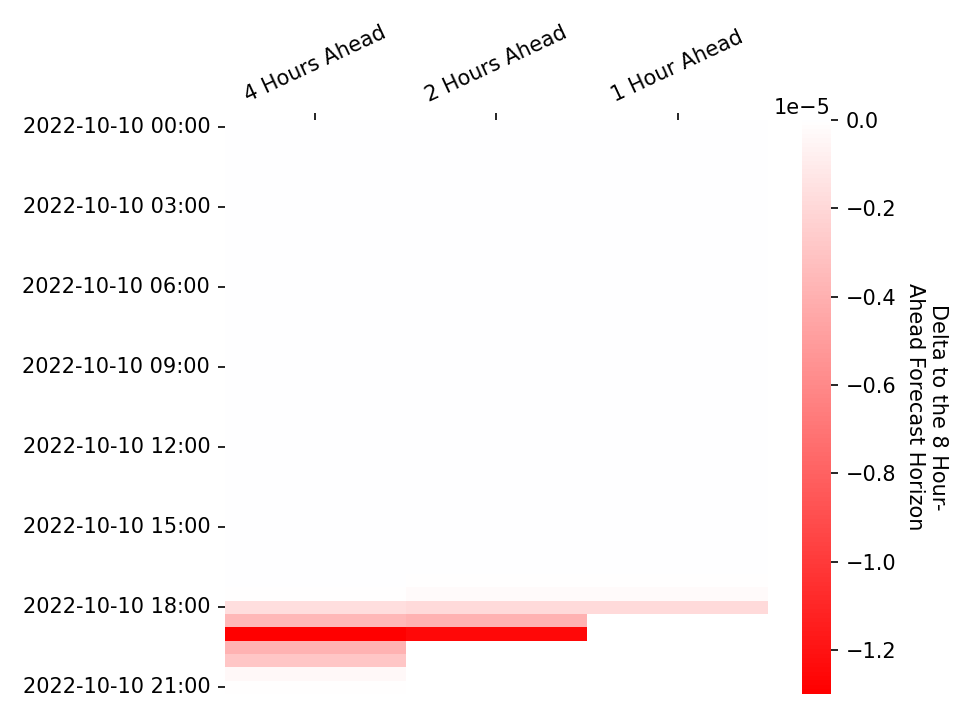 4 Hours Ahead
2 Hours Ahead
1 Hour Ahead
1e−5
2022-10-10 00:00
2022-10-10 03:00
2022-10-10 06:00
2022-10-10 09:00
2022-10-10 12:00
2022-10-10 15:00
2022-10-10 18:00
2022-10-10 21:00
0.0
−0.2
−0.4
−0.6
−0.8
−1.0
−1.2
Delta to the 8 Hour-
Ahead Forecast Horizon